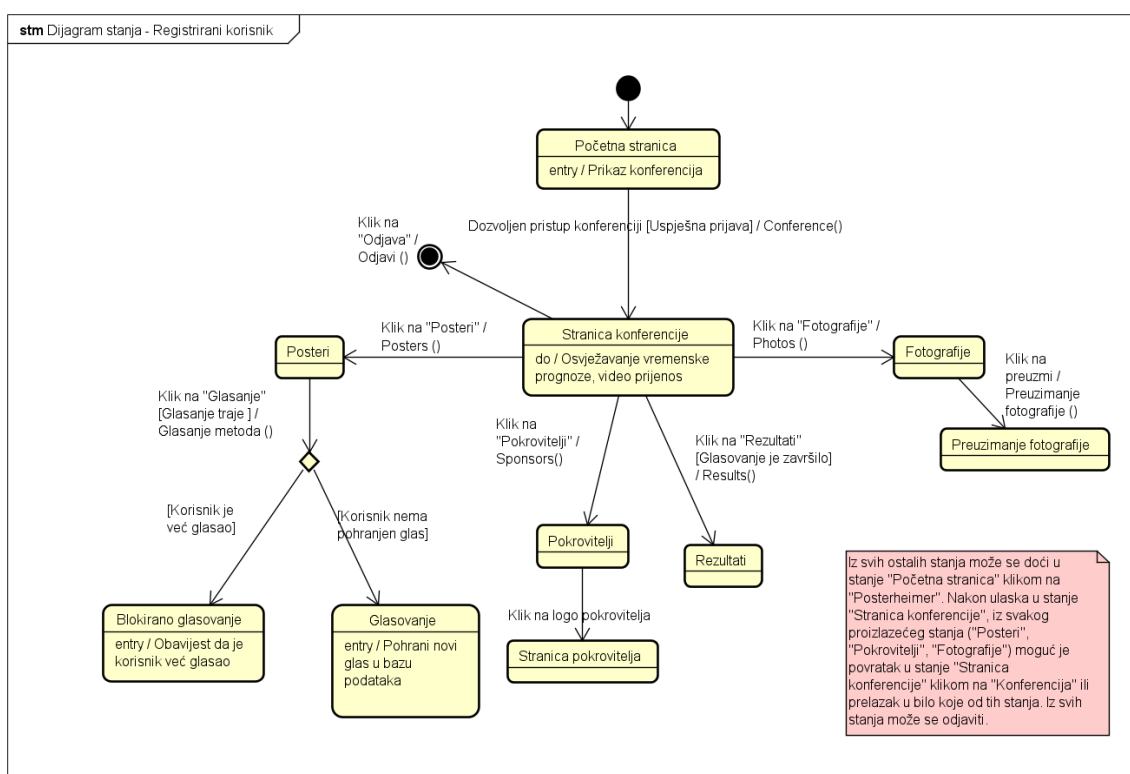 stm Dijagram stanja - Registrirani korisnik
Početna stranica
entry / Prikaz konferencija
Dozvoljen pristup konferenciji [Uspješna prijava] / Conference()
Klik na
"Odjava" /
Odjavi ()
Stranica konferencije
do / Osvježavanje vremenske
prognoze, video prijenos
Klik na "Posteri" /
Posters ()
Posteri
Klik na "Fotografije" /
Photos ()
Fotografije
Klik na
preuzmi /
Preuzimanje
fotografije ()
Preuzimanje fotografije
Klik na "Glasanje"
[Glasanje traje ] /
Glasanje metoda ()
Klik na
"Pokrovitelji" /
Sponsors()
Klik na "Rezultati"
[Glasovanje je završilo]
/ Results()
[Korisnik je
već glasao]
[Korisnik nema
pohranjen glas]
Pokrovitelji
Rezultati
Blokirano glasovanje
entry / Obavijest da je
korisnik već glasao
Glasovanje
entry / Pohrani novi
glas u bazu
podataka
Klik na logo pokrovitelja
Stranica pokrovitelja
Iz svih ostalih stanja može se doći u
stanje "Početna stranica" klikom na
"Posterheimer". Nakon ulaska u stanje
"Stranica konferencije", iz svakog
proizlazećeg stanja ("Posteri",
"Pokrovitelji", "Fotografije") moguć je
povratak u stanje "Stranica
konferencije" klikom na "Konferencija" ili
prelazak u bilo koje od tih stanja. Iz svih
stanja može se odjaviti.